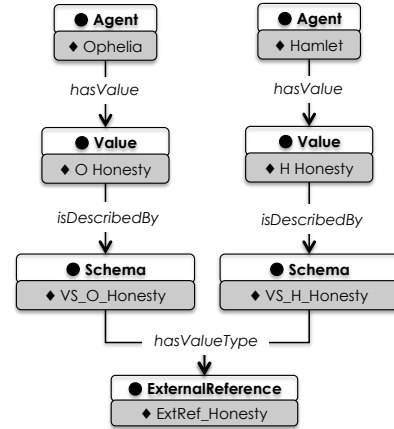 ● Agent ● Agent
♦ Ophelia ♦ Hamlet
hasValue hasValue
● Value ● Value
♦ O Honesty ♦ H Honesty
isDescribedBy isDescribedBy
● Schema ● Schema
♦ VS_O_Honesty ♦ VS_H_Honesty
hasValueType
● ExternalReference
♦ ExtRef_Honesty